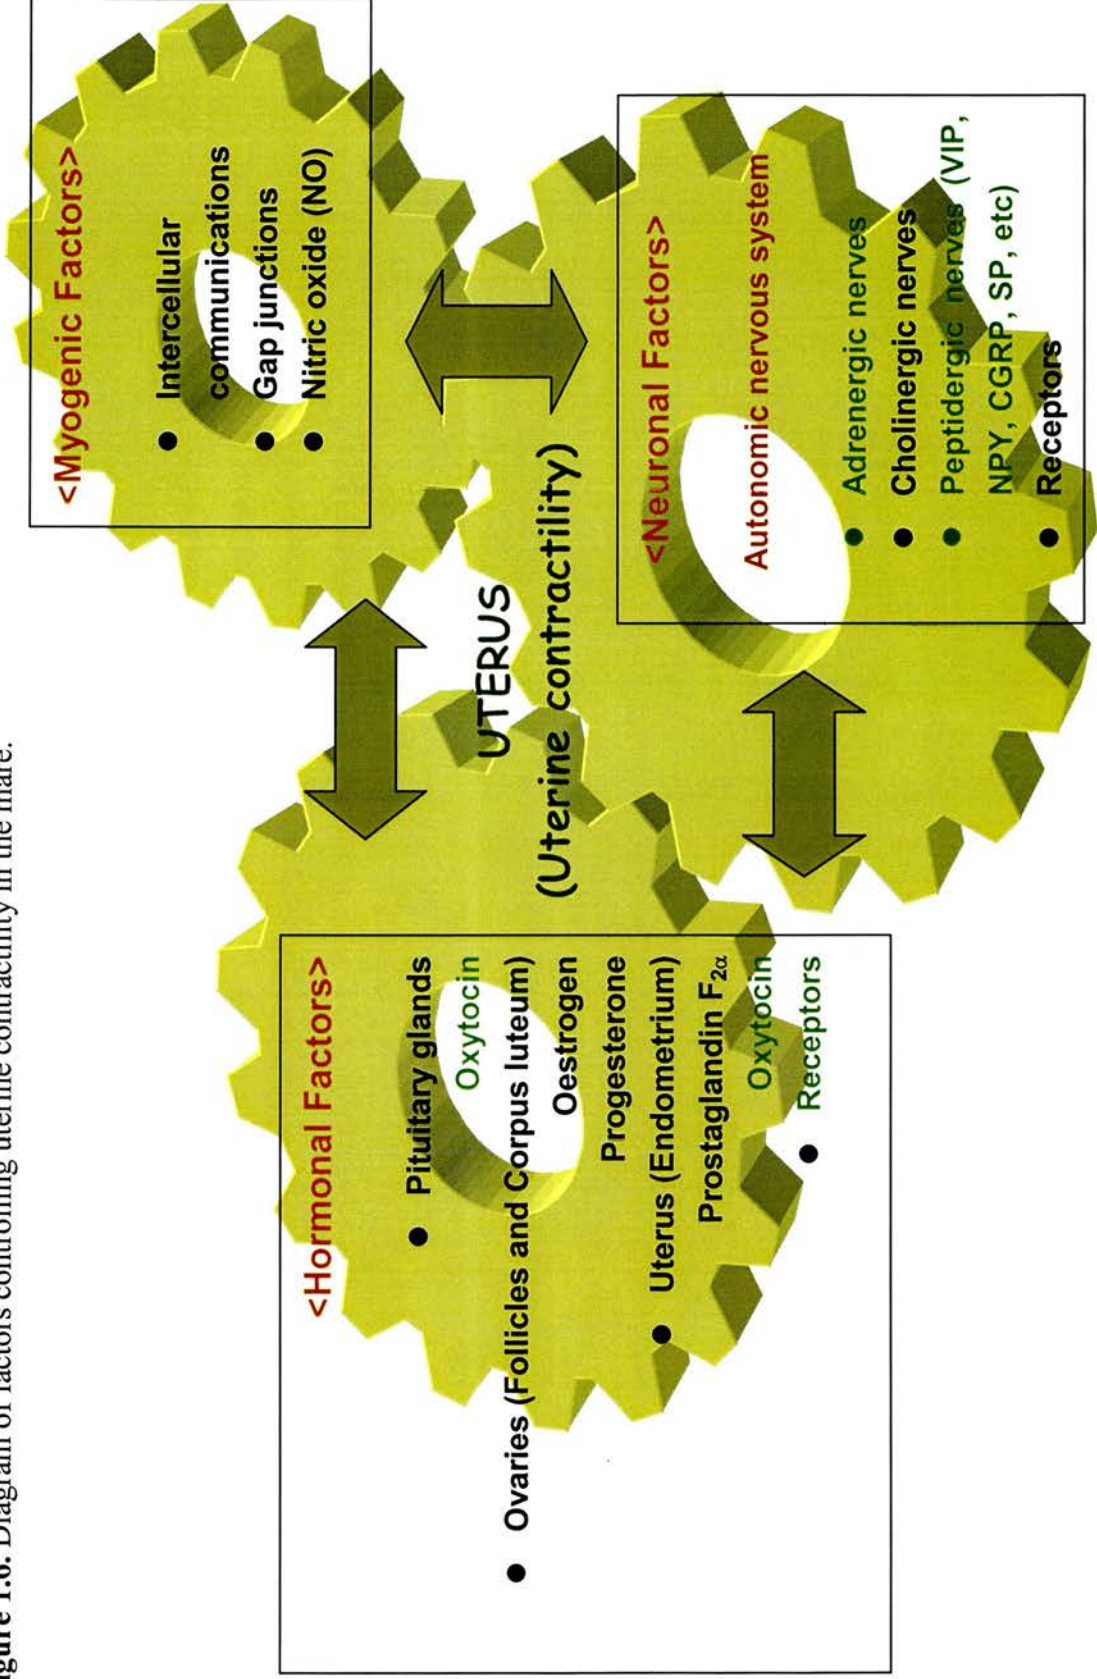 igure 1.6. Diagram of factors controlling uterine contractility in the mare.
<Hormonal Factors>
● Pituitary glands
Oxytocin
● Ovaries (Follicles and Corpus luteum)
Oestrogen
Progesterone
● Uterus (Endometrium)
Prostaglandin F2α
Oxytocin
● Receptors
UTERUS
(Uterine contractility)
<Myogenic Factors>
● Intercellular
communications
● Gap junctions
● Nitric oxide (NO)
<Neuronal Factors>
Autonomic nervous system
● Adrenergic nerves
● Cholinergic nerves
● Peptidergic nerves (VIP,
NPY, CGRP, SP, etc)
● Receptors